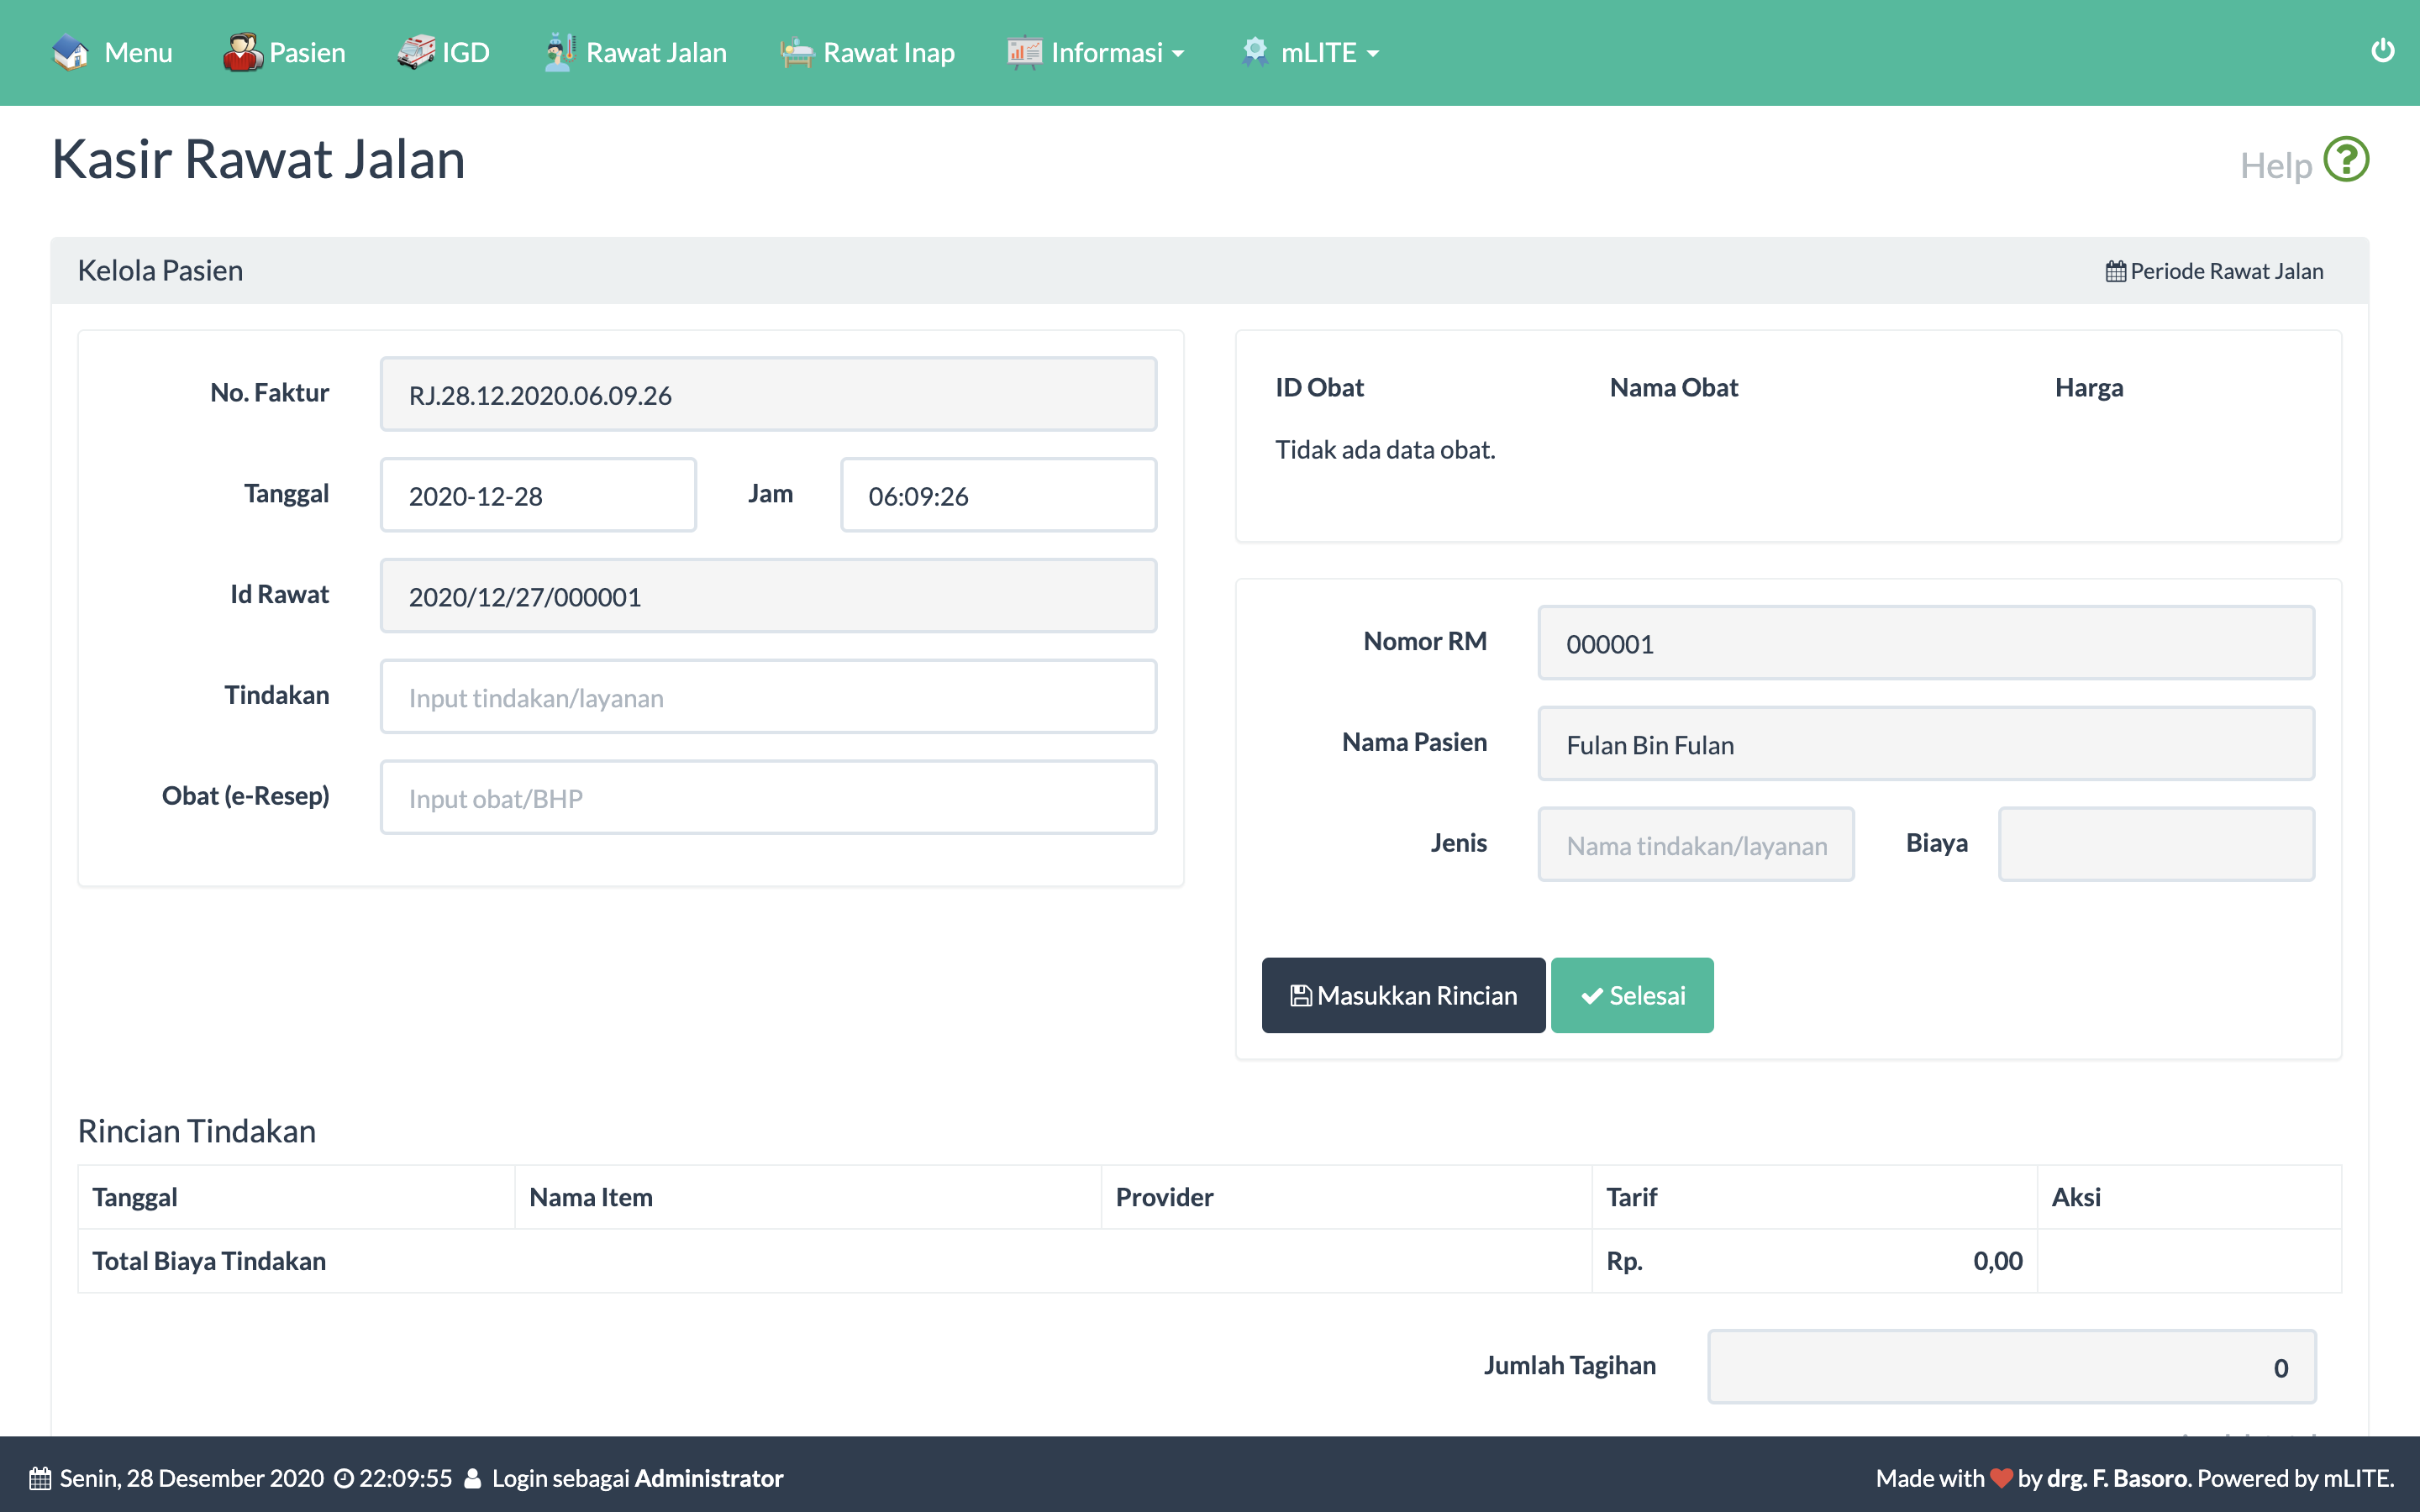 Menu Pasien IGD Rawat Jalan Rawat Inap Informasi mLITE
Kasir Rawat Jalan
Help
Kelola Pasien
Periode Rawat Jalan
No. Faktur RJ.28.12.2020.06.09.26
Tanggal 2020-12-28 Jam 06:09:26
Id Rawat 2020/12/27/000001
Tindakan Input tindakan/layanan
Obat (e-Resep) Input obat/BHP
ID Obat Nama Obat Harga
Tidak ada data obat.
Nomor RM 000001
Nama Pasien Fulan Bin Fulan
Jenis Nama tindakan/layanan Biaya
Masukkan Rincian Selesai
Rincian Tindakan
Tanggal Nama Item Provider Tarif Aksi
Total Biaya Tindakan Rp. 0,00
Jumlah Tagihan 0
Senin, 28 Desember 2020 22:09:55 Login sebagai Administrator
Made with by drg. F. Basoro. Powered by mLITE.